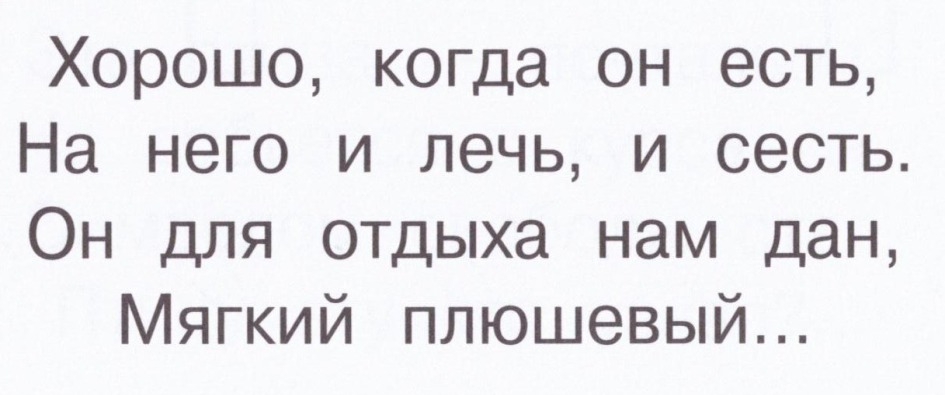 Хорошо, когда он есть,
На него и лечь, и сесть.
Он для отдыха нам дан,
Мягкий плюшевый...